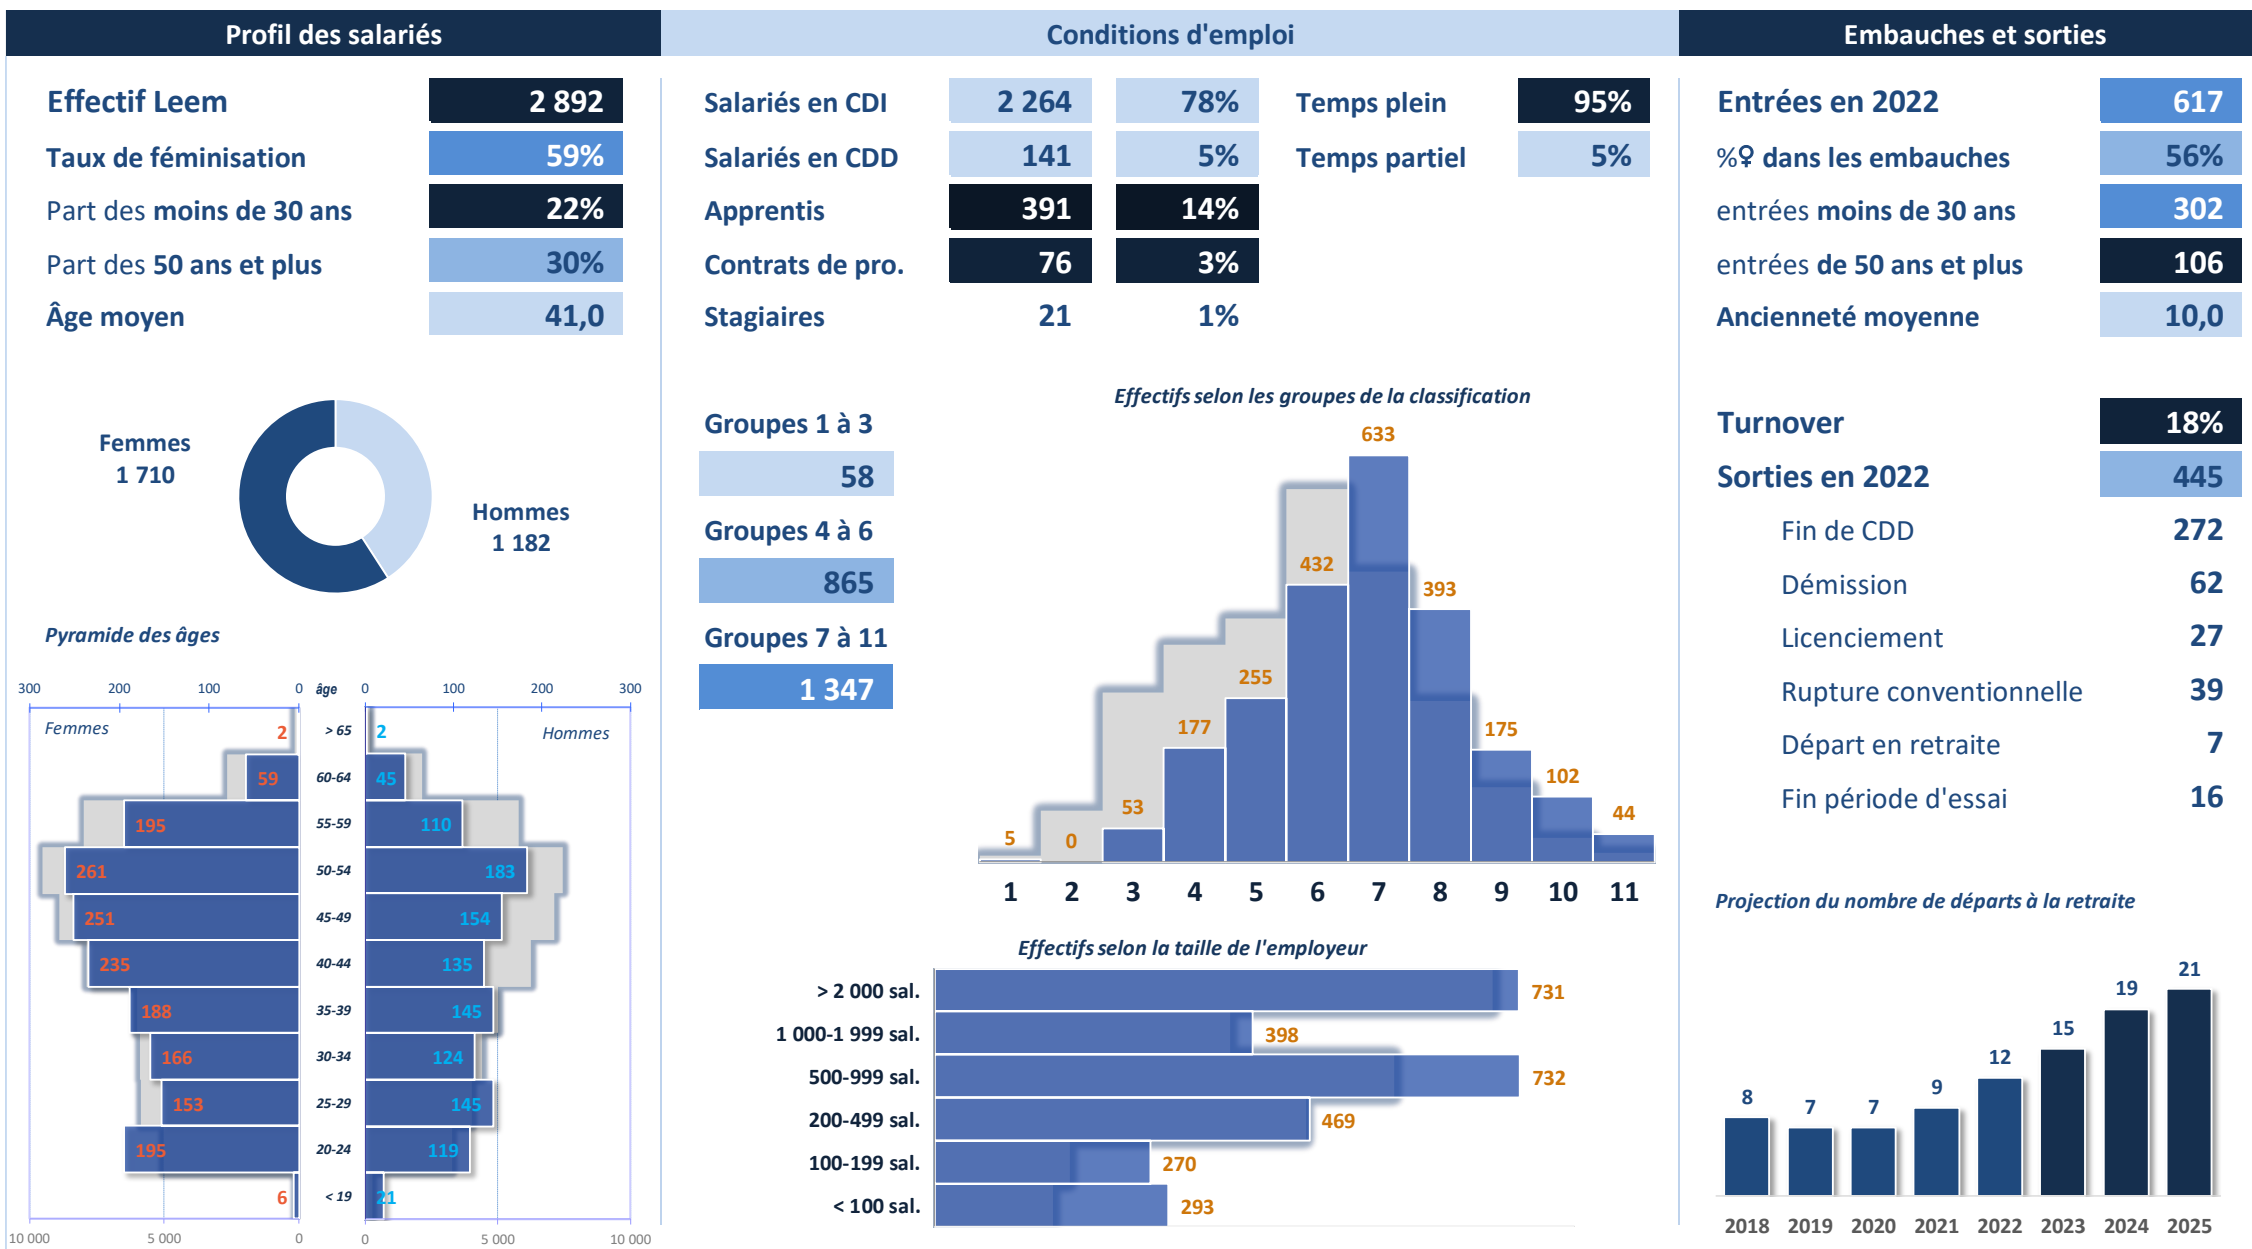 Profil des salariés
Effectif Leem 2 892
Taux de féminisation 59%
Part des moins de 30 ans 22%
Part des 50 ans et plus 30%
Âge moyen 41,0
Femmes
1 710
Hommes
1 182
Pyramide des âges
300 200 100 0 âge 0 100 200 300
Femmes
Hommes
2 > 65 2
59 60-64 45
195 55-59 110
261 50-54 183
251 45-49 154
235 40-44 135
188 35-39 145
166 30-34 124
153 25-29 145
195 20-24 119
6 < 19 21
10 000 5 000 0 0 5 000 10 000
Conditions d'emploi
Salariés en CDI 2 264 78% Temps plein 95%
Salariés en CDD 141 5% Temps partiel 5%
Apprentis 391 14%
Contrats de pro. 76 3%
Stagiaires 21 1%
Groupes 1 à 3
58
Groupes 4 à 6
865
Groupes 7 à 11
1 347
Effectifs selon les groupes de la classification
5 0 53 177 255 432 633 393 175 102 44
1 2 3 4 5 6 7 8 9 10 11
Effectifs selon la taille de l'employeur
> 2 000 sal. 731
1 000-1 999 sal. 398
500-999 sal. 732
200-499 sal. 469
100-199 sal. 270
< 100 sal. 293
Embauches et sorties
Entrées en 2022 617
%♀ dans les embauches 56%
entrées moins de 30 ans 302
entrées de 50 ans et plus 106
Ancienneté moyenne 10,0
Turnover 18%
Sorties en 2022 445
Fin de CDD 272
Démission 62
Licenciement 27
Rupture conventionnelle 39
Départ en retraite 7
Fin période d'essai 16
Projection du nombre de départs à la retraite
8 7 7 9 12 15 19 21
2018 2019 2020 2021 2022 2023 2024 2025